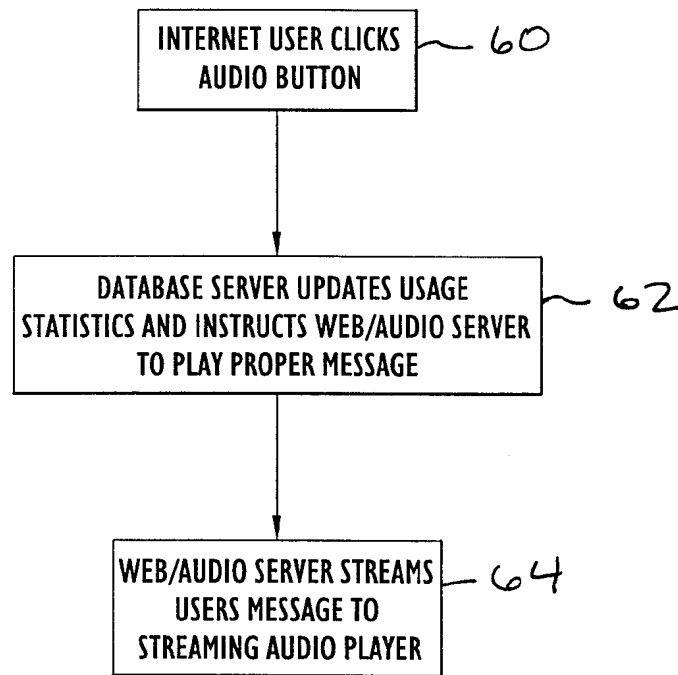 INTERNET USER CLICKS
AUDIO BUTTON
60
DATABASE SERVER UPDATES USAGE
STATISTICS AND INSTRUCTS WEB/AUDIO SERVER
TO PLAY PROPER MESSAGE
62
WEB/AUDIO SERVER STREAMS
USERS MESSAGE TO
STREAMING AUDIO PLAYER
64